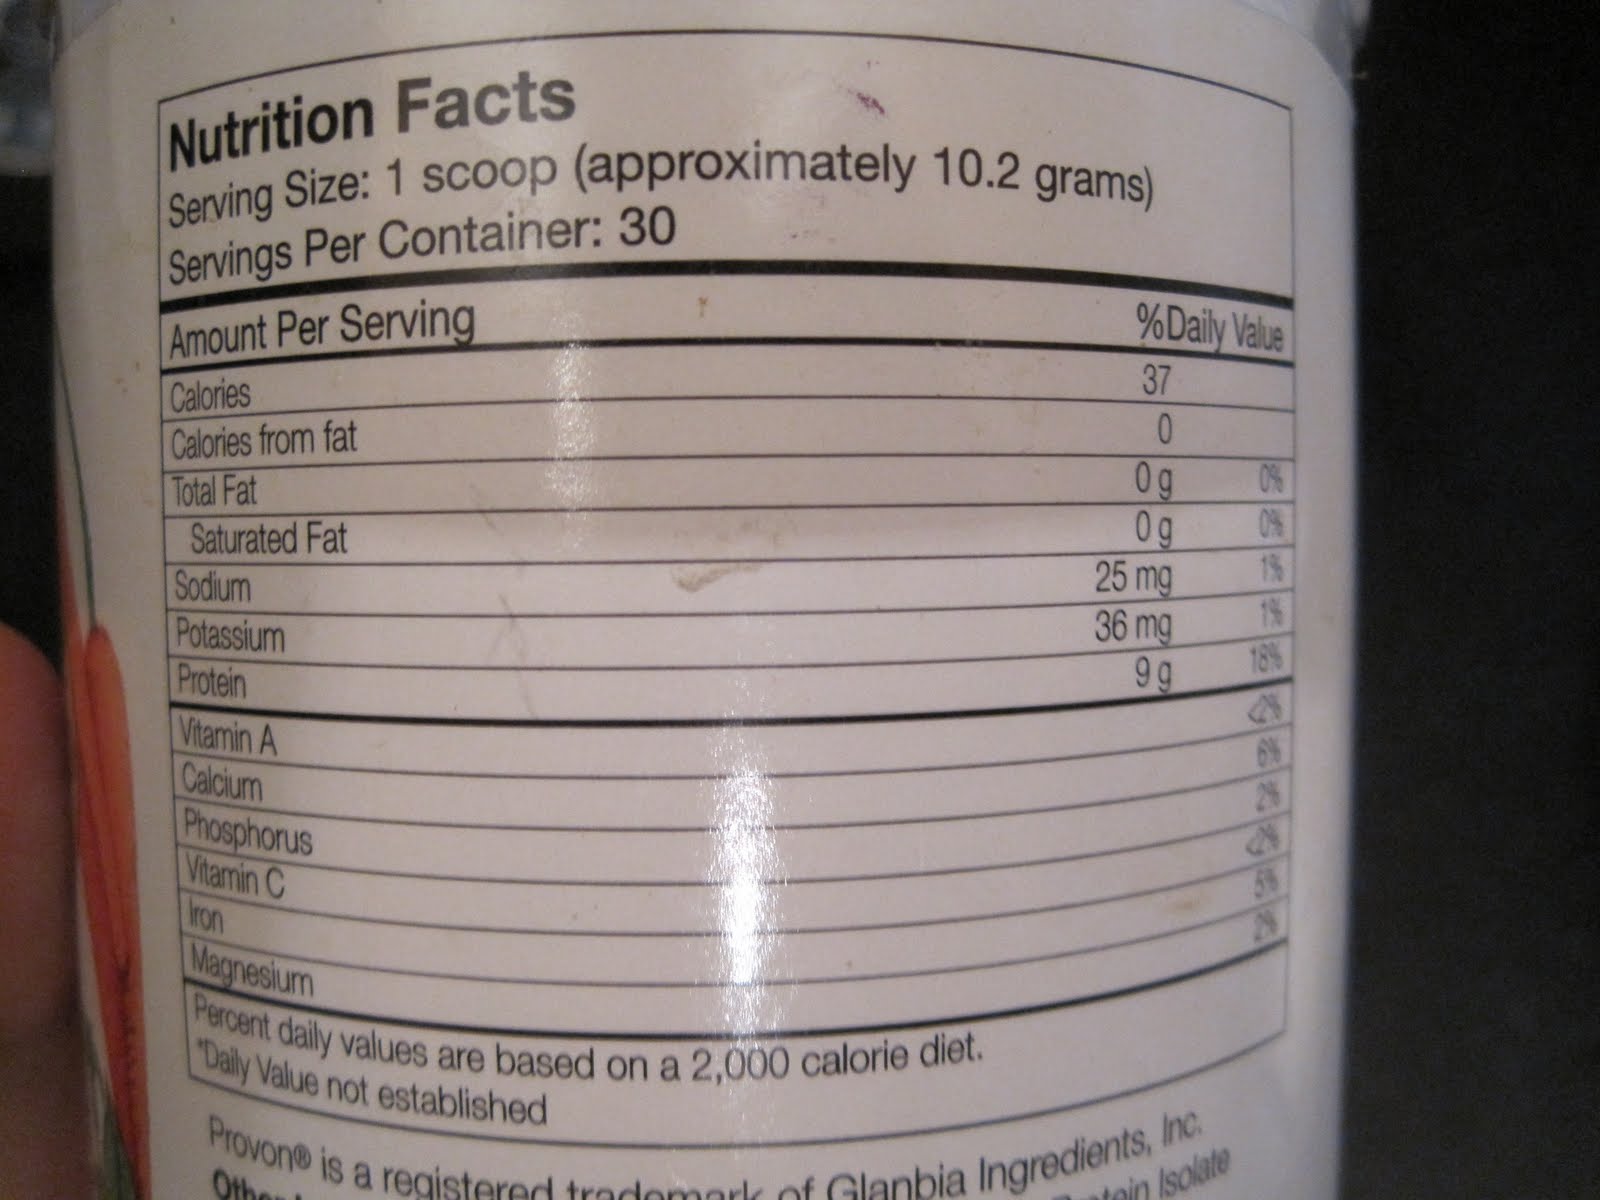 Nutrition Facts
Serving Size: 1 scoop (approximately 10.2 grams)
Servings Per Container: 30
Amount Per Serving %Daily Value
Calories 37
Calories from fat 0
Total Fat 0 g 0%
Saturated Fat 0 g 0%
Sodium 25 mg 1%
Potassium 36 mg 1%
Protein 9 g 18%
Vitamin A <2%
Calcium 6%
Phosphorus 2%
Vitamin C <2%
Iron 5%
Magnesium 2%
Percent daily values are based on a 2,000 calorie diet.
*Daily Value not established
Provon® is a registered trademark of Glanbia Ingredients, Inc.
Isolate